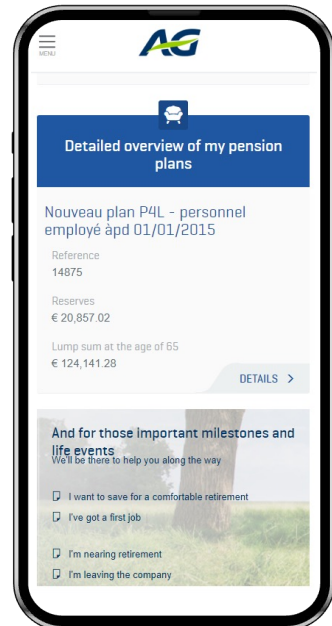 MENU
AG
Detailed overview of my pension
plans
Nouveau plan P4L - personnel
employé àpd 01/01/2015
Reference
14875
Reserves
€ 20,857.02
Lump sum at the age of 65
€ 124,141.28
DETAILS >
And for those important milestones and
life events
We'll be there to help you along the way
I want to save for a comfortable retirement
I've got a first job
I'm nearing retirement
I'm leaving the company